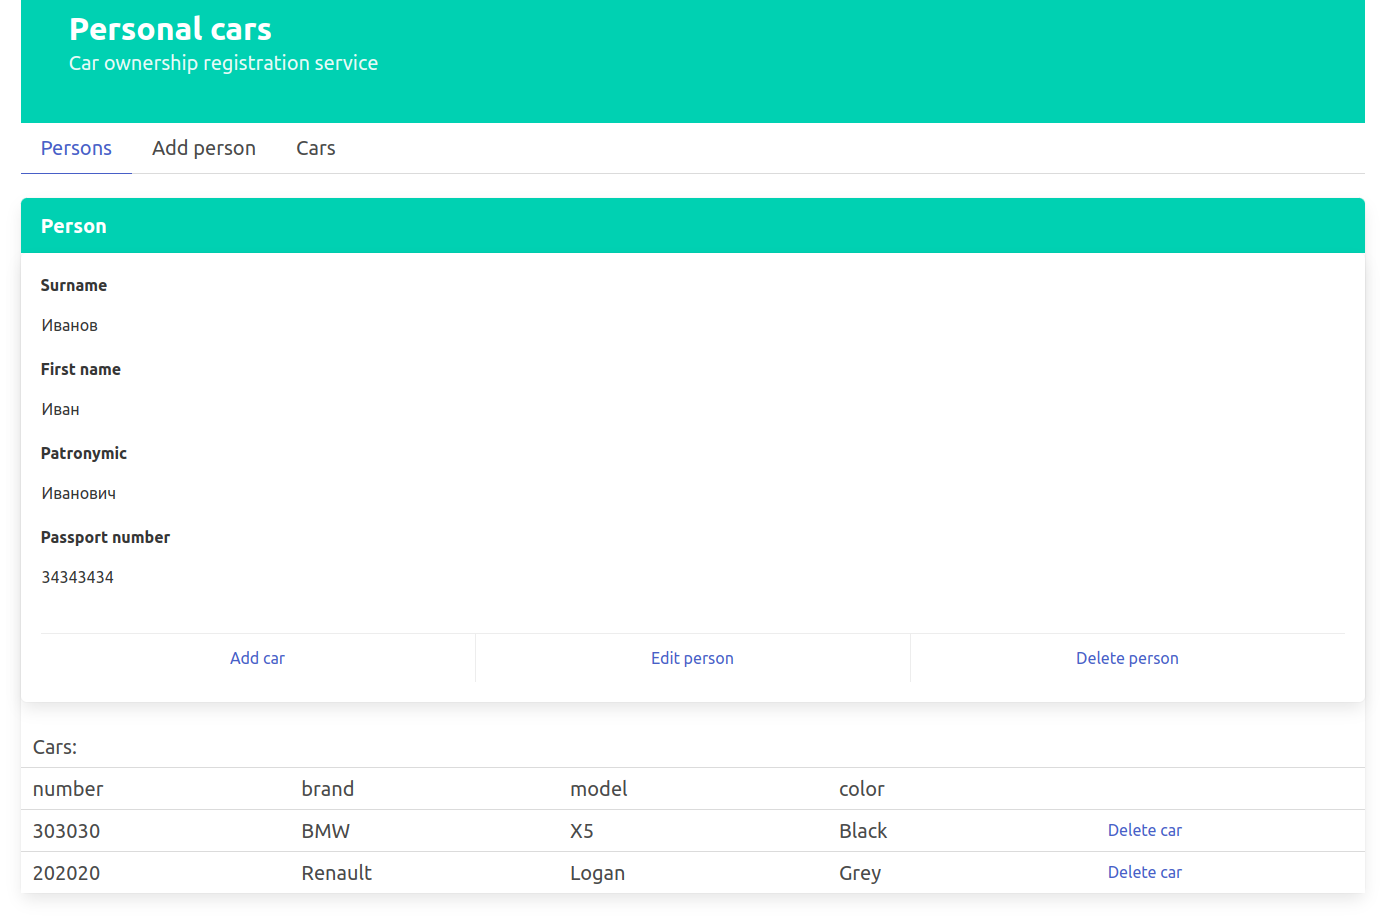 Personal cars
Car ownership registration service
Persons Add person Cars
Person
Surname
Иванов
First name
Иван
Patronymic
Иванович
Passport number
34343434
Add car Edit person Delete person
Cars:
number brand model color
303030 BMW X5 Black Delete car
202020 Renault Logan Grey Delete car